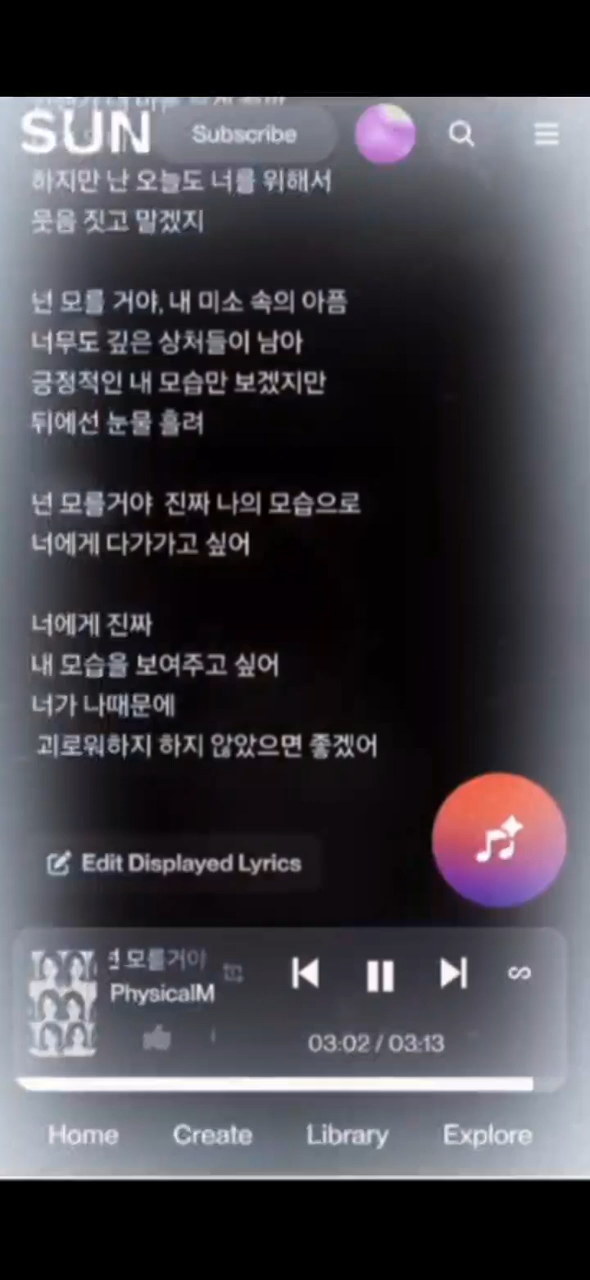 SUN
Subscribe
하지만 난 오늘도 너를 위해서
웃음 짓고 말겠지
넌 모를 거야, 내 미소 속의 아픔
너무도 깊은 상처들이 남아
긍정적인 내 모습만 보겠지만
뒤에선 눈물 흘려
넌 모를거야 진짜 나의 모습으로
너에게 다가가고 싶어
너에게 진짜
내 모습을 보여주고 싶어
너가 나때문에
괴로워하지 하지 않았으면 좋겠어
Edit Displayed Lyrics
모를거야
PhysicalM
03:02 / 03:13
Home Create Library Explore